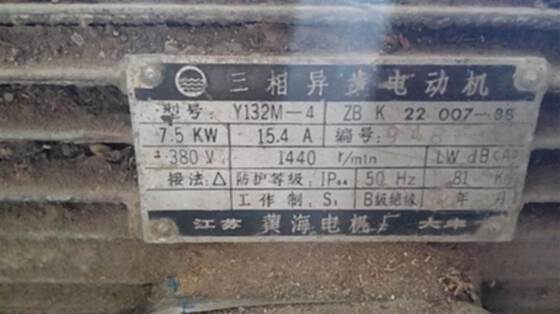 三相异步电动机
型号: Y132M-4 ZB K 22 007-88
7.5 KW 15.4 A 编号:
380 V 1440 r/min LW dB(A)
接法:△ 防护等级: IP₄₄ 50 Hz 81 Kg
工作制: S₁ B级绝缘 年 月
江苏 黄海电机厂 大丰